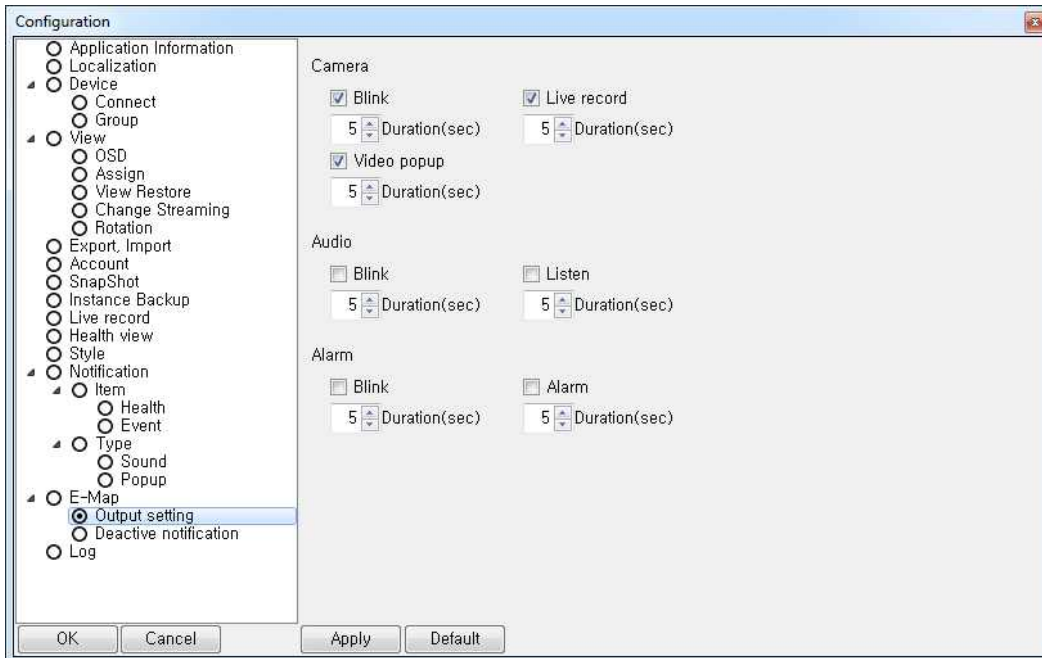 Configuration
Application Information
Localization
Device
Connect
Group
View
OSD
Assign
View Restore
Change Streaming
Rotation
Export, Import
Account
SnapShot
Instance Backup
Live record
Health view
Style
Notification
Item
Health
Event
Type
Sound
Popup
E-Map
Output setting
Deactive notification
Log
Camera
Blink Live record
5 Duration(sec) 5 Duration(sec)
Video popup
5 Duration(sec)
Audio
Blink Listen
5 Duration(sec) 5 Duration(sec)
Alarm
Blink Alarm
5 Duration(sec) 5 Duration(sec)
OK Cancel Apply Default